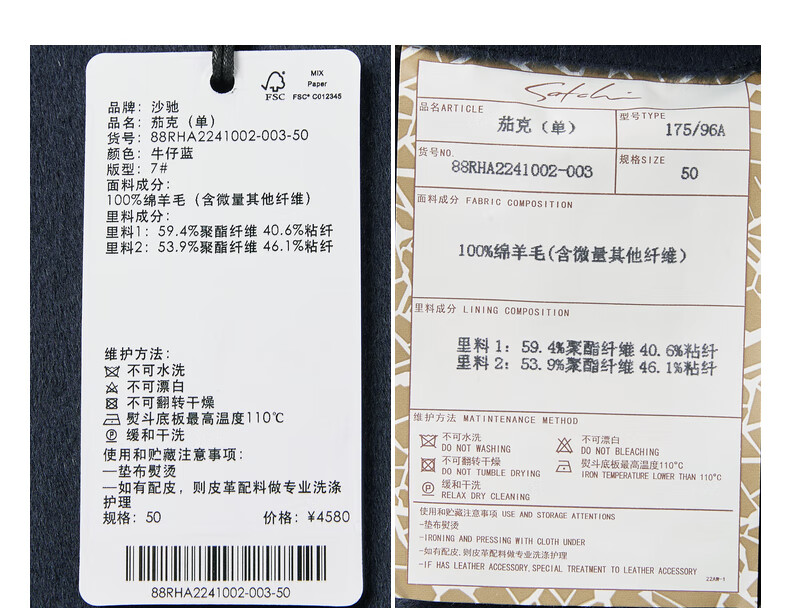 MIX
Paper
FSC
FSC® C012345
品牌：沙驰
品名：茄克（单）
货号：88RHA2241002-003-50
颜色：牛仔蓝
版型：7#
面料成分：
100%绵羊毛（含微量其他纤维）
里料成分：
里料1：59.4%聚酯纤维 40.6%粘纤
里料2：53.9%聚酯纤维 46.1%粘纤
维护方法：
不可水洗
不可漂白
不可翻转干燥
熨斗底板最高温度110℃
缓和干洗
使用和贮藏注意事项：
—垫布熨烫
—如有配皮，则皮革配料做专业洗涤
护理
规格：50 价格：¥4580
88RHA2241002-003-50
Satchi
品名ARTICLE 茄克（单） 型号TYPE 175/96A
货号NO. 88RHA2241002-003 规格SIZE 50
面料成分 FABRIC COMPOSITION
100%绵羊毛(含微量其他纤维）
里料成分 LINING COMPOSITION
里料 1：59.4%聚酯纤维 40.6%粘纤
里料 2：53.9%聚酯纤维 46.1%粘纤
维护方法 MATINTENANCE METHOD
不可水洗 不可漂白
DO NOT WASHING DO NOT BLEACHING
不可翻转干燥 熨斗底板最高温度110°C
DO NOT TUMBLE DRYING IRON TEMPERATURE LOWER THAN 110°C
缓和干洗
RELAX DRY CLEANING
使用和贮藏注意事项 USE AND STORAGE ATTENTIONS
-垫布熨烫
-IRONING AND PRESSING WITH CLOTH UNDER
-如有配皮,则皮革配料做专业洗涤护理
-IF HAS LEATHER ACCESSORY,SPECIAL TREATMENT TO LEATHER ACCESSORY
22AW-1